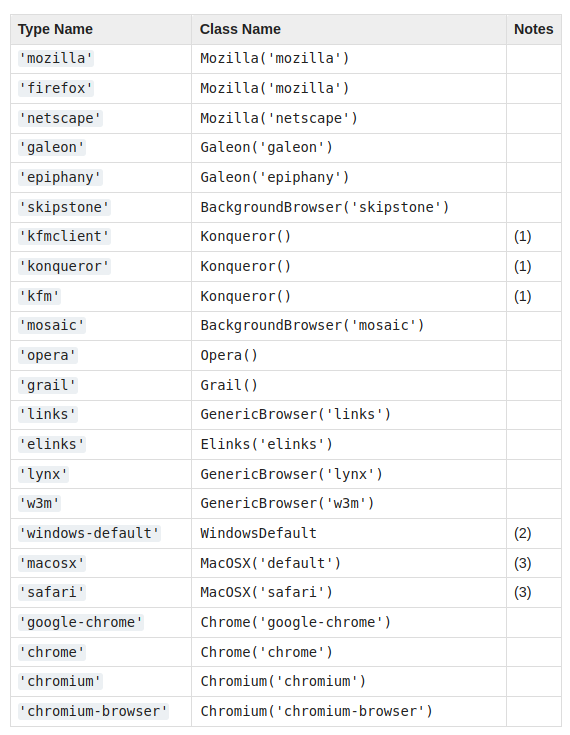 Type Name Class Name Notes
'mozilla' Mozilla('mozilla')
'firefox' Mozilla('mozilla')
'netscape' Mozilla('netscape')
'galeon' Galeon('galeon')
'epiphany' Galeon('epiphany')
'skipstone' BackgroundBrowser('skipstone')
'kfmclient' Konqueror() (1)
'konqueror' Konqueror() (1)
'kfm' Konqueror() (1)
'mosaic' BackgroundBrowser('mosaic')
'opera' Opera()
'grail' Grail()
'links' GenericBrowser('links')
'elinks' Elinks('elinks')
'lynx' GenericBrowser('lynx')
'w3m' GenericBrowser('w3m')
'windows-default' WindowsDefault (2)
'macosx' MacOSX('default') (3)
'safari' MacOSX('safari') (3)
'google-chrome' Chrome('google-chrome')
'chrome' Chrome('chrome')
'chromium' Chromium('chromium')
'chromium-browser' Chromium('chromium-browser')